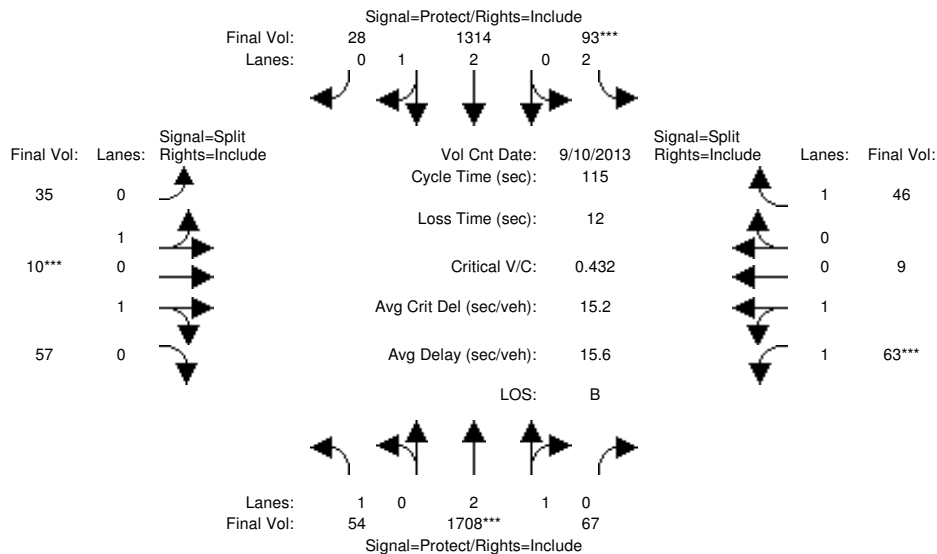 Signal=Protect/Rights=Include
Final Vol: 28 1314 93***
Lanes: 0 1 2 0 2
Signal=Split
Final Vol: Lanes: Rights=Include
Vol Cnt Date: 9/10/2013
Signal=Split
Rights=Include Lanes: Final Vol:
Cycle Time (sec): 115
35 0
1 46
Loss Time (sec): 12
1
0
10*** 0
Critical V/C: 0.432
0 9
1
Avg Crit Del (sec/veh): 15.2
1
57 0
Avg Delay (sec/veh): 15.6
1 63***
LOS: B
Lanes: 1 0 2 1 0
Final Vol: 54 1708*** 67
Signal=Protect/Rights=Include